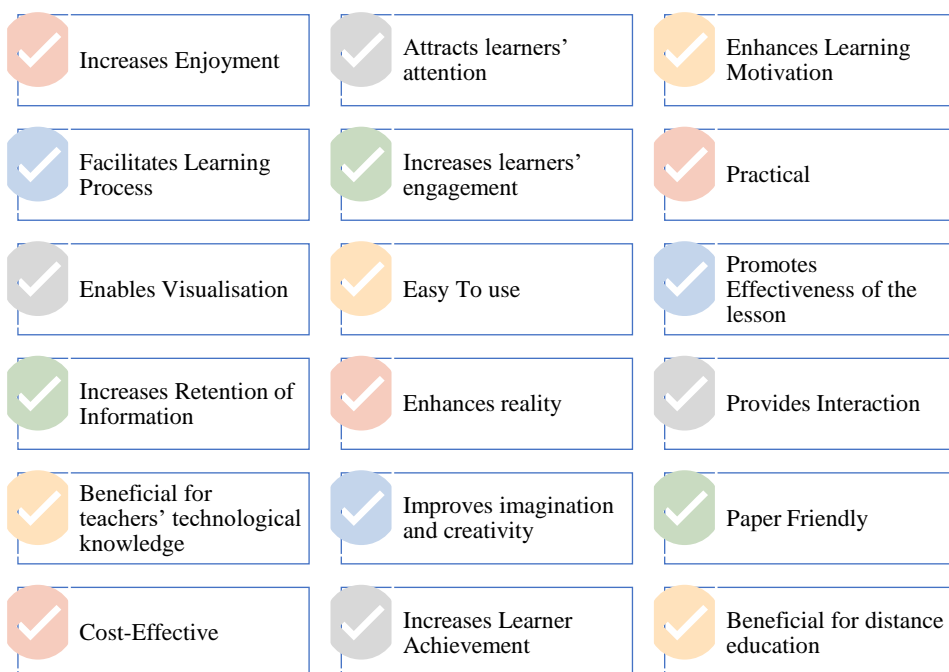 Increases Enjoyment
Attracts learners’
attention
Enhances Learning
Motivation
Facilitates Learning
Process
Increases learners’
engagement
Practical
Enables Visualisation
Easy To use
Promotes
Effectiveness of the
lesson
Increases Retention of
Information
Enhances reality
Provides Interaction
Beneficial for
teachers’ technological
knowledge
Improves imagination
and creativity
Paper Friendly
Cost-Effective
Increases Learner
Achievement
Beneficial for distance
education